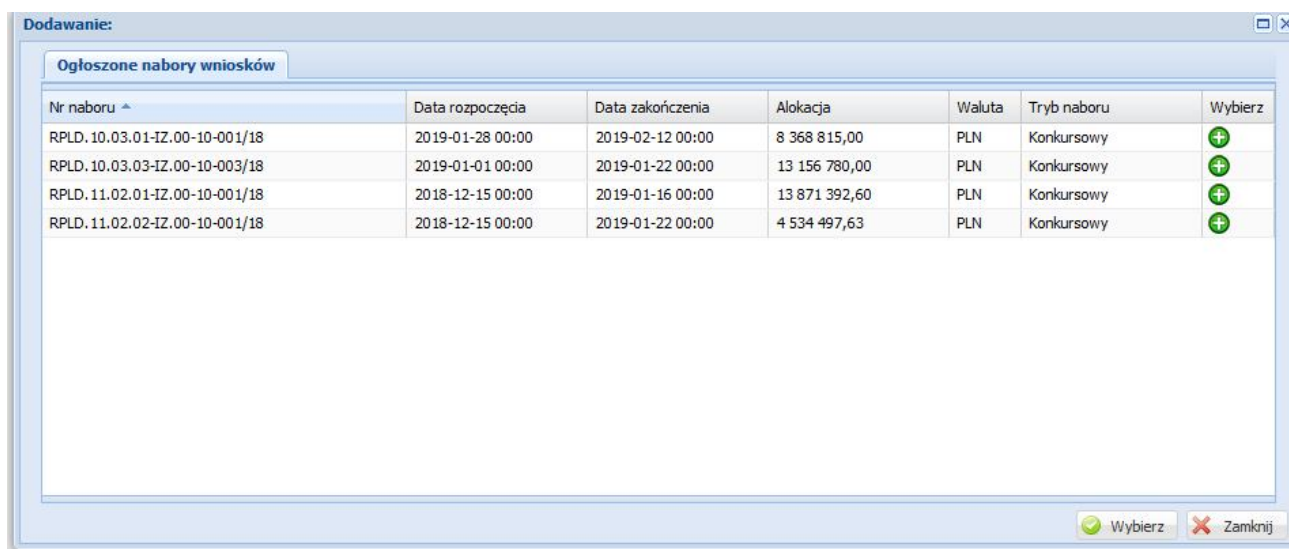 Dodawanie:
Ogłoszone nabory wniosków
Nr naboru Data rozpoczęcia Data zakończenia Alokacja Waluta Tryb naboru Wybierz
RPLD.10.03.01-IZ.00-10-001/18 2019-01-28 00:00 2019-02-12 00:00 8 368 815,00 PLN Konkursowy
RPLD.10.03.03-IZ.00-10-003/18 2019-01-01 00:00 2019-01-22 00:00 13 156 780,00 PLN Konkursowy
RPLD.11.02.01-IZ.00-10-001/18 2018-12-15 00:00 2019-01-16 00:00 13 871 392,60 PLN Konkursowy
RPLD.11.02.02-IZ.00-10-001/18 2018-12-15 00:00 2019-01-22 00:00 4 534 497,63 PLN Konkursowy
Wybierz Zamknij